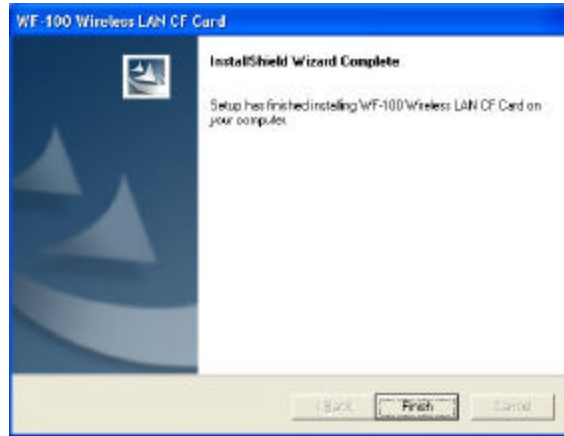 WF-100 Wireless LAN CF Card
InstallShield Wizard Complete
Setup has finished installing WF-100 Wireless LAN CF Card on
your computer.
< Back
Finish
Cancel